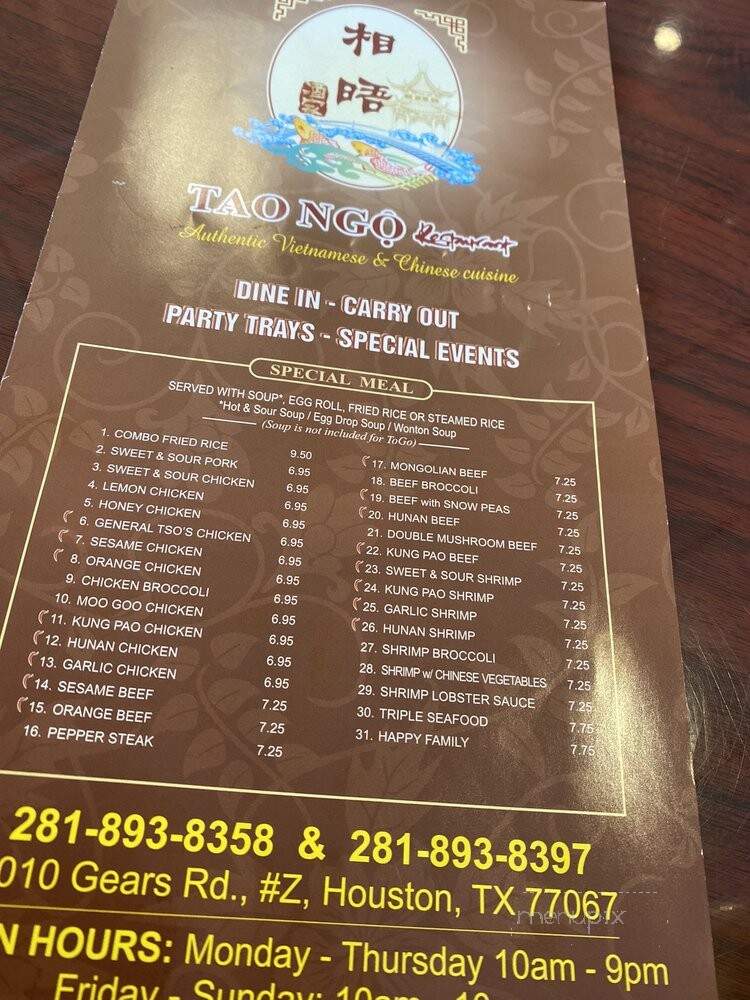 相晤
酒家
TAO NGỘ Restaurant
Authentic Vietnamese & Chinese cuisine
DINE IN - CARRY OUT
PARTY TRAYS - SPECIAL EVENTS
SPECIAL MEAL
SERVED WITH SOUP*, EGG ROLL, FRIED RICE OR STEAMED RICE
*Hot & Sour Soup / Egg Drop Soup / Wonton Soup
(Soup is not included for ToGo)
1. COMBO FRIED RICE 9.50
2. SWEET & SOUR PORK 6.95
3. SWEET & SOUR CHICKEN 6.95
4. LEMON CHICKEN 6.95
5. HONEY CHICKEN 6.95
6. GENERAL TSO'S CHICKEN 6.95
7. SESAME CHICKEN 6.95
8. ORANGE CHICKEN 6.95
9. CHICKEN BROCCOLI 6.95
10. MOO GOO CHICKEN 6.95
11. KUNG PAO CHICKEN 6.95
12. HUNAN CHICKEN 6.95
13. GARLIC CHICKEN 6.95
14. SESAME BEEF 7.25
15. ORANGE BEEF 7.25
16. PEPPER STEAK 7.25
17. MONGOLIAN BEEF 7.25
18. BEEF BROCCOLI 7.25
19. BEEF with SNOW PEAS 7.25
20. HUNAN BEEF 7.25
21. DOUBLE MUSHROOM BEEF 7.25
22. KUNG PAO BEEF 7.25
23. SWEET & SOUR SHRIMP 7.25
24. KUNG PAO SHRIMP 7.25
25. GARLIC SHRIMP 7.25
26. HUNAN SHRIMP 7.25
27. SHRIMP BROCCOLI 7.25
28. SHRIMP w/ CHINESE VEGETABLES 7.25
29. SHRIMP LOBSTER SAUCE 7.25
30. TRIPLE SEAFOOD 7.75
31. HAPPY FAMILY 7.75
281-893-8358 & 281-893-8397
010 Gears Rd., #Z, Houston, TX 77067
menupix
N HOURS: Monday - Thursday 10am - 9pm
Friday - Sunday: 10am - 10